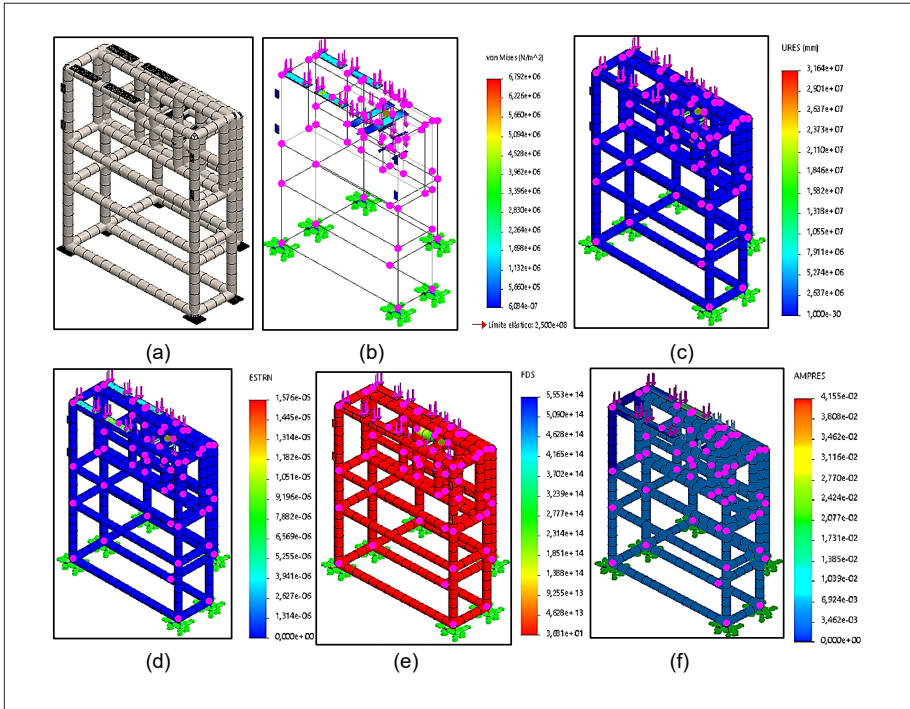 von Mises (N/m^2)
6,792e+06
6,226e+06
5,660e+06
5,094e+06
4,528e+06
3,962e+06
3,396e+06
2,830e+06
2,264e+06
1,698e+06
1,132e+06
5,660e+05
6,034e-07
Límite elástico: 2,500e+08
URES (mm)
3,164e+07
2,901e+07
2,637e+07
2,373e+07
2,110e+07
1,846e+07
1,582e+07
1,318e+07
1,055e+07
7,911e+06
5,274e+06
2,637e+06
1,000e-30
(a)
(b)
(c)
ESTRN
1,576e-05
1,445e-05
1,314e-05
1,182e-05
1,051e-05
9,196e-06
7,882e-06
6,569e-06
5,255e-06
3,941e-06
2,627e-06
1,314e-06
0,000e+00
FDS
5,553e+14
5,090e+14
4,628e+14
4,165e+14
3,702e+14
3,239e+14
2,777e+14
2,314e+14
1,851e+14
1,388e+14
9,255e+13
4,628e+13
3,681e+01
AMPRES
4,155e-02
3,808e-02
3,462e-02
3,116e-02
2,770e-02
2,424e-02
2,077e-02
1,731e-02
1,385e-02
1,039e-02
6,924e-03
3,462e-03
0,000e+00
(d)
(e)
(f)